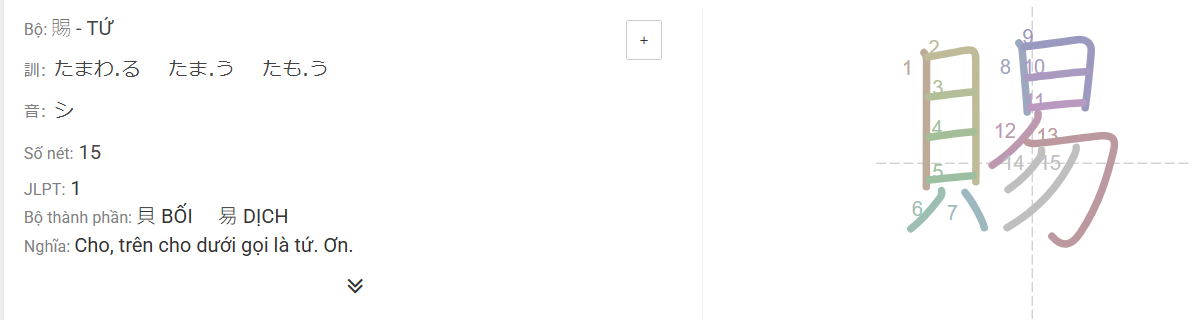 Bộ: 賜 - TỨ
+
訓: たまわ.る たま.う たも.う
音: シ
Số nét: 15
JLPT: 1
Bộ thành phần: 貝 BỐI 易 DỊCH
Nghĩa: Cho, trên cho dưới gọi là tứ. Ơn.
賜
1
2
3
4
5
6
7
8
9
10
11
12
13
14
15